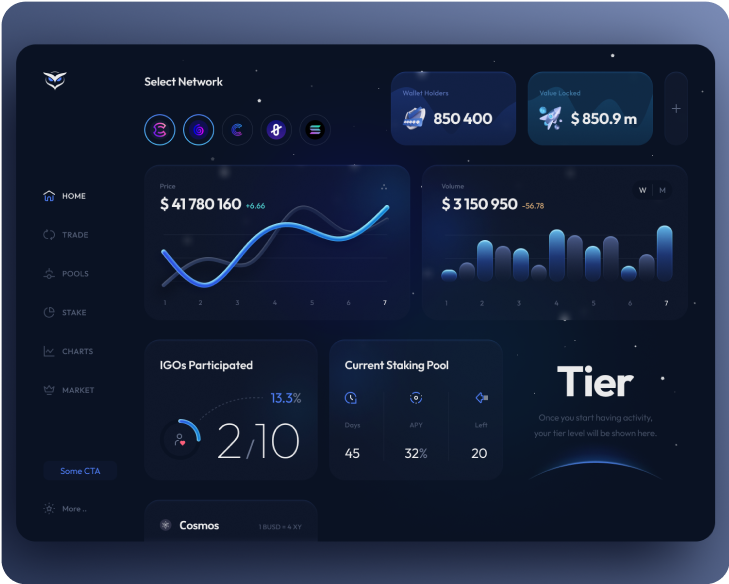 Select Network
Wallet Holders
850 400
Value Locked
$ 850.9 m
+
HOME
TRADE
POOLS
STAKE
CHARTS
MARKET
Some CTA
More ..
Price
$ 41 780 160 +6.66
1 2 3 4 5 6 7
Volume
$ 3 150 950 -56.78
W M
1 2 3 4 5 6 7
IGOs Participated
13.3%
2/10
Current Staking Pool
Days APY Left
45 32% 20
Tier
Once you start having activity,
your tier level will be shown here.
Cosmos
1 BUSD = 4 XY